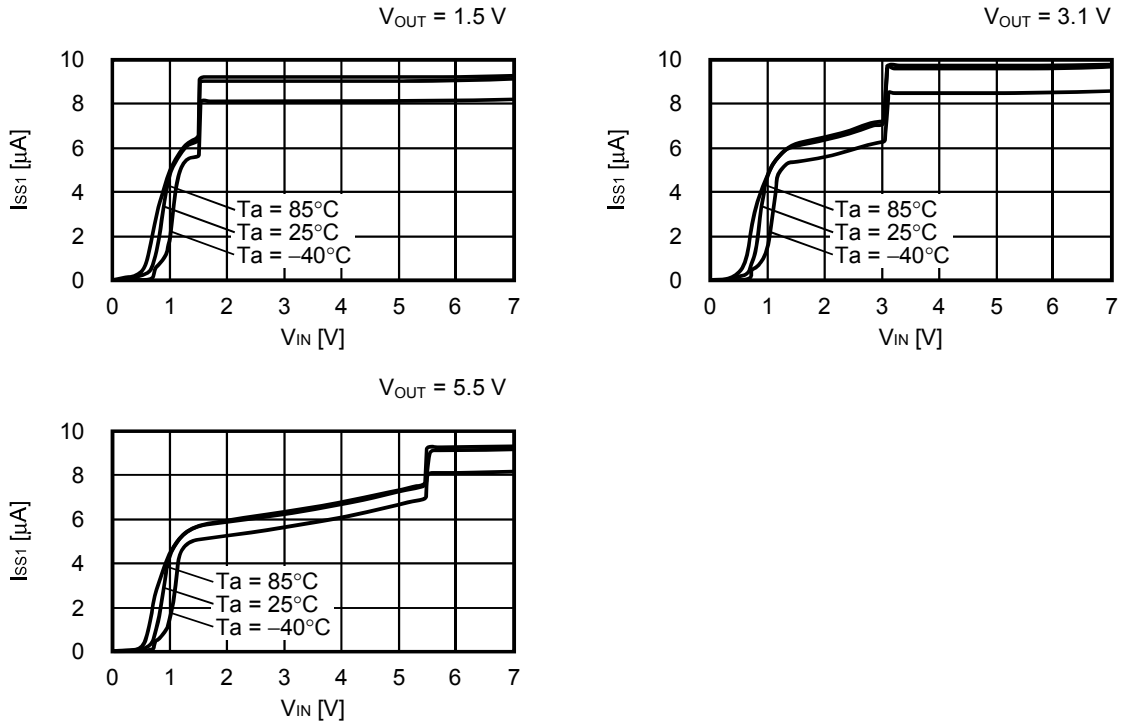 VOUT = 1.5 V
10
8
6
4
2
0
ISS1 [μA]
Ta = 85°C
Ta = 25°C
Ta = −40°C
0 1 2 3 4 5 6 7
VIN [V]
VOUT = 3.1 V
10
8
6
4
2
0
ISS1 [μA]
Ta = 85°C
Ta = 25°C
Ta = −40°C
0 1 2 3 4 5 6 7
VIN [V]
VOUT = 5.5 V
10
8
6
4
2
0
ISS1 [μA]
Ta = 85°C
Ta = 25°C
Ta = −40°C
0 1 2 3 4 5 6 7
VIN [V]